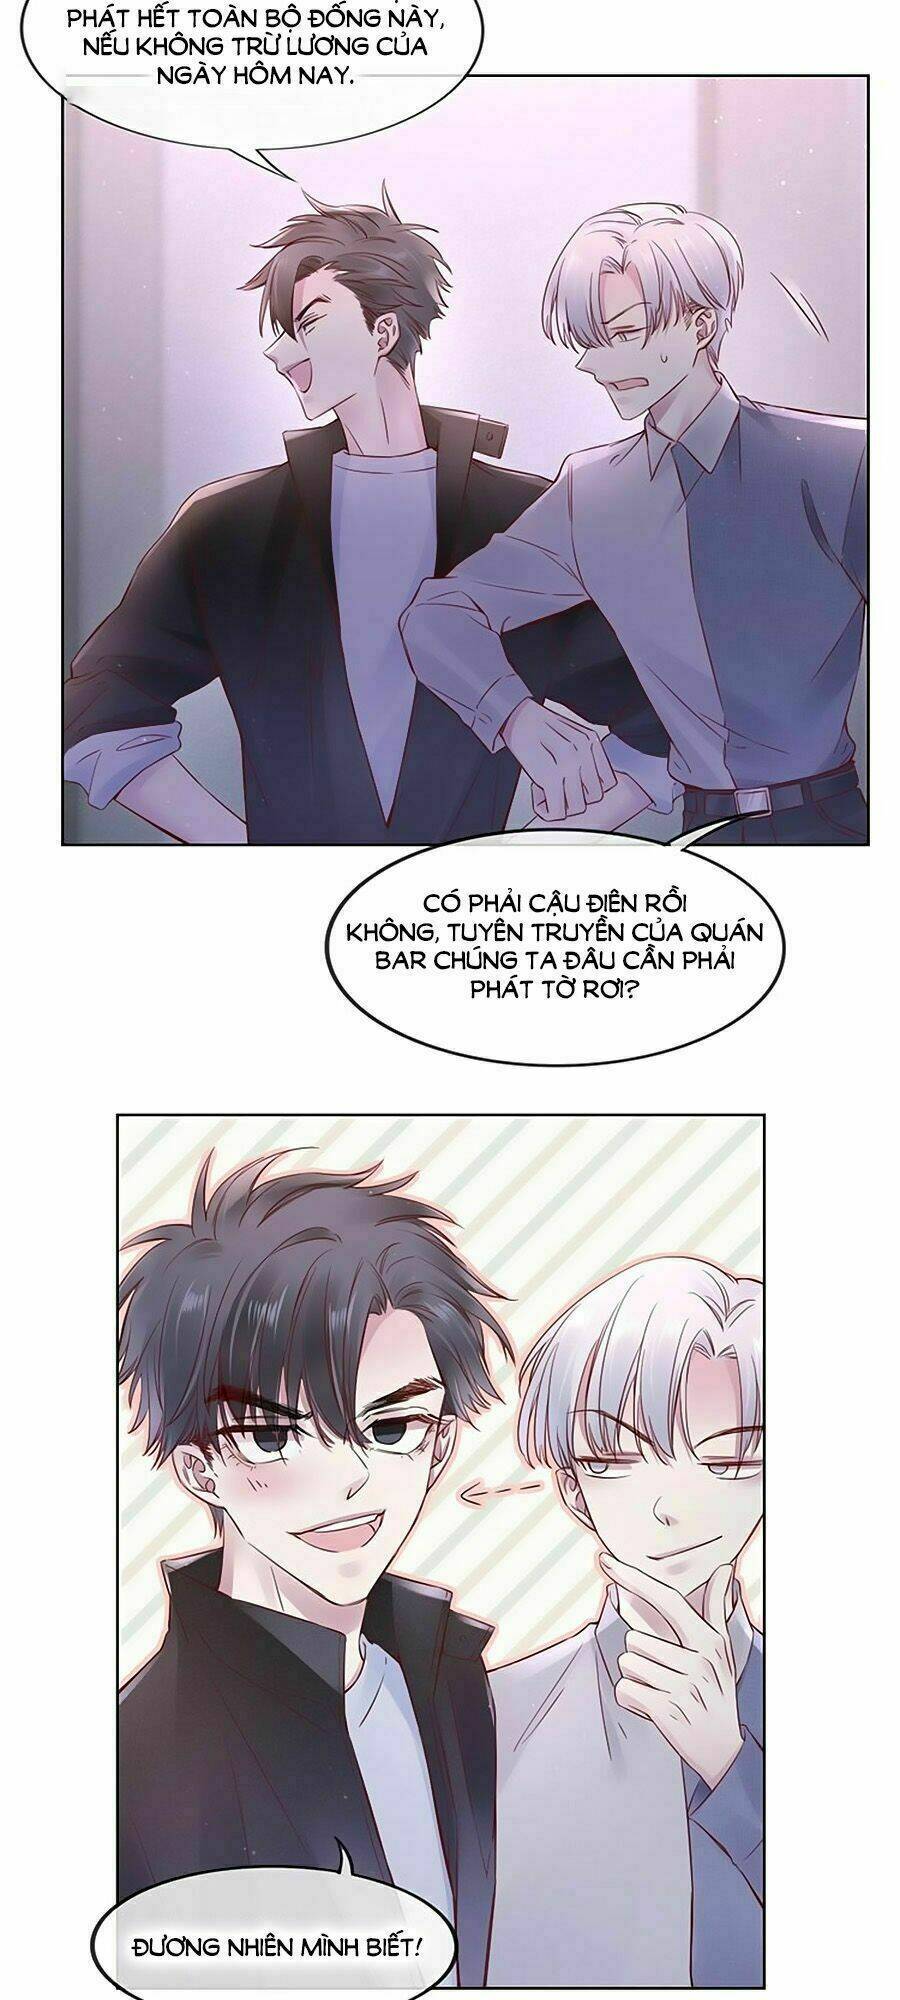 PHÁT HẾT TOÀN BỘ ĐỐNG NÀY,
NẾU KHÔNG TRỪ LƯƠNG CỦA
NGÀY HÔM NAY.
CÓ PHẢI CẬU ĐIÊN RỒI
KHÔNG, TUYÊN TRUYỀN CỦA QUÁN
BAR CHÚNG TA ĐÂU CẦN PHẢI
PHÁT TỜ RƠI?
ĐƯƠNG NHIÊN MÌNH BIẾT!